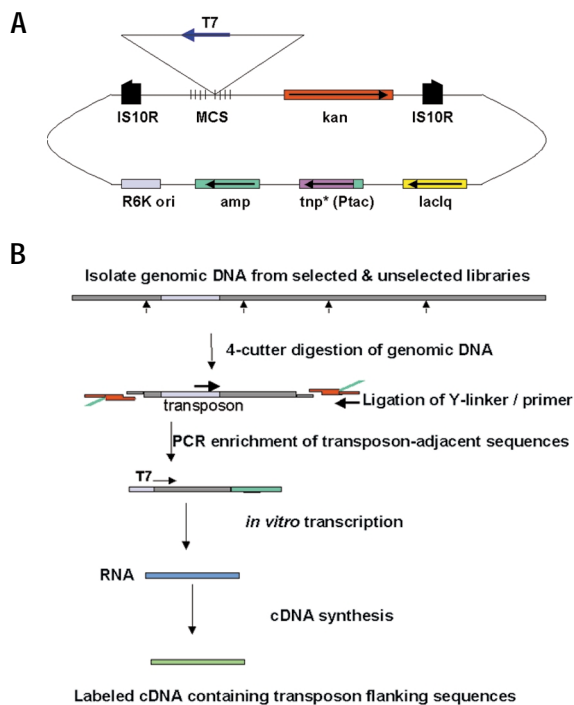 A
T7
IS10R
MCS
kan
IS10R
R6K ori
amp
tnp* (Ptac)
lacIq
B
Isolate genomic DNA from selected & unselected libraries
4-cutter digestion of genomic DNA
transposon
Ligation of Y-linker / primer
PCR enrichment of transposon-adjacent sequences
T7
in vitro transcription
RNA
cDNA synthesis
Labeled cDNA containing transposon flanking sequences